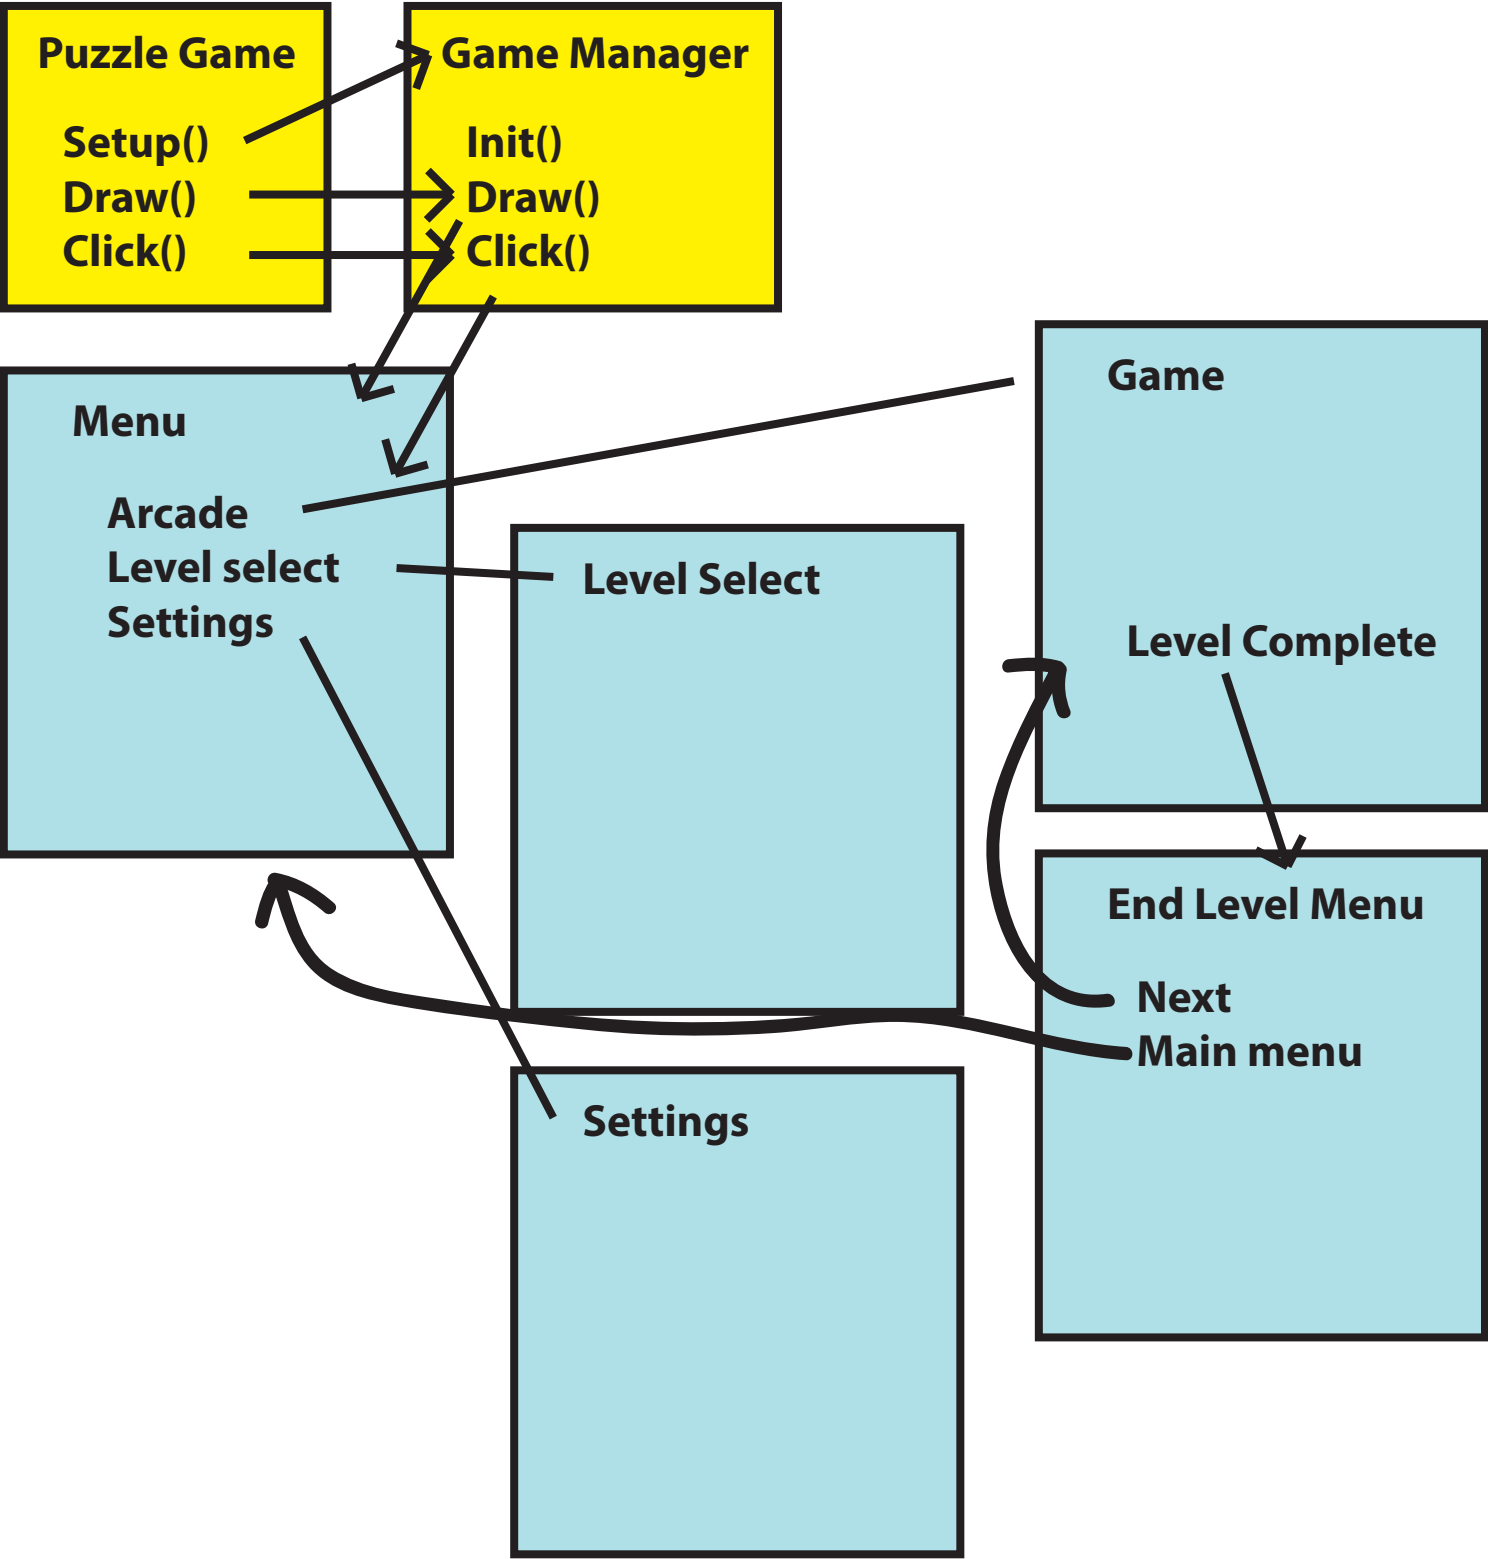 Puzzle Game
Setup()
Draw()
Click()
Game Manager
Init()
Draw()
Click()
Menu
Arcade
Level select
Settings
Level Select
Settings
Game
Level Complete
End Level Menu
Next
Main menu